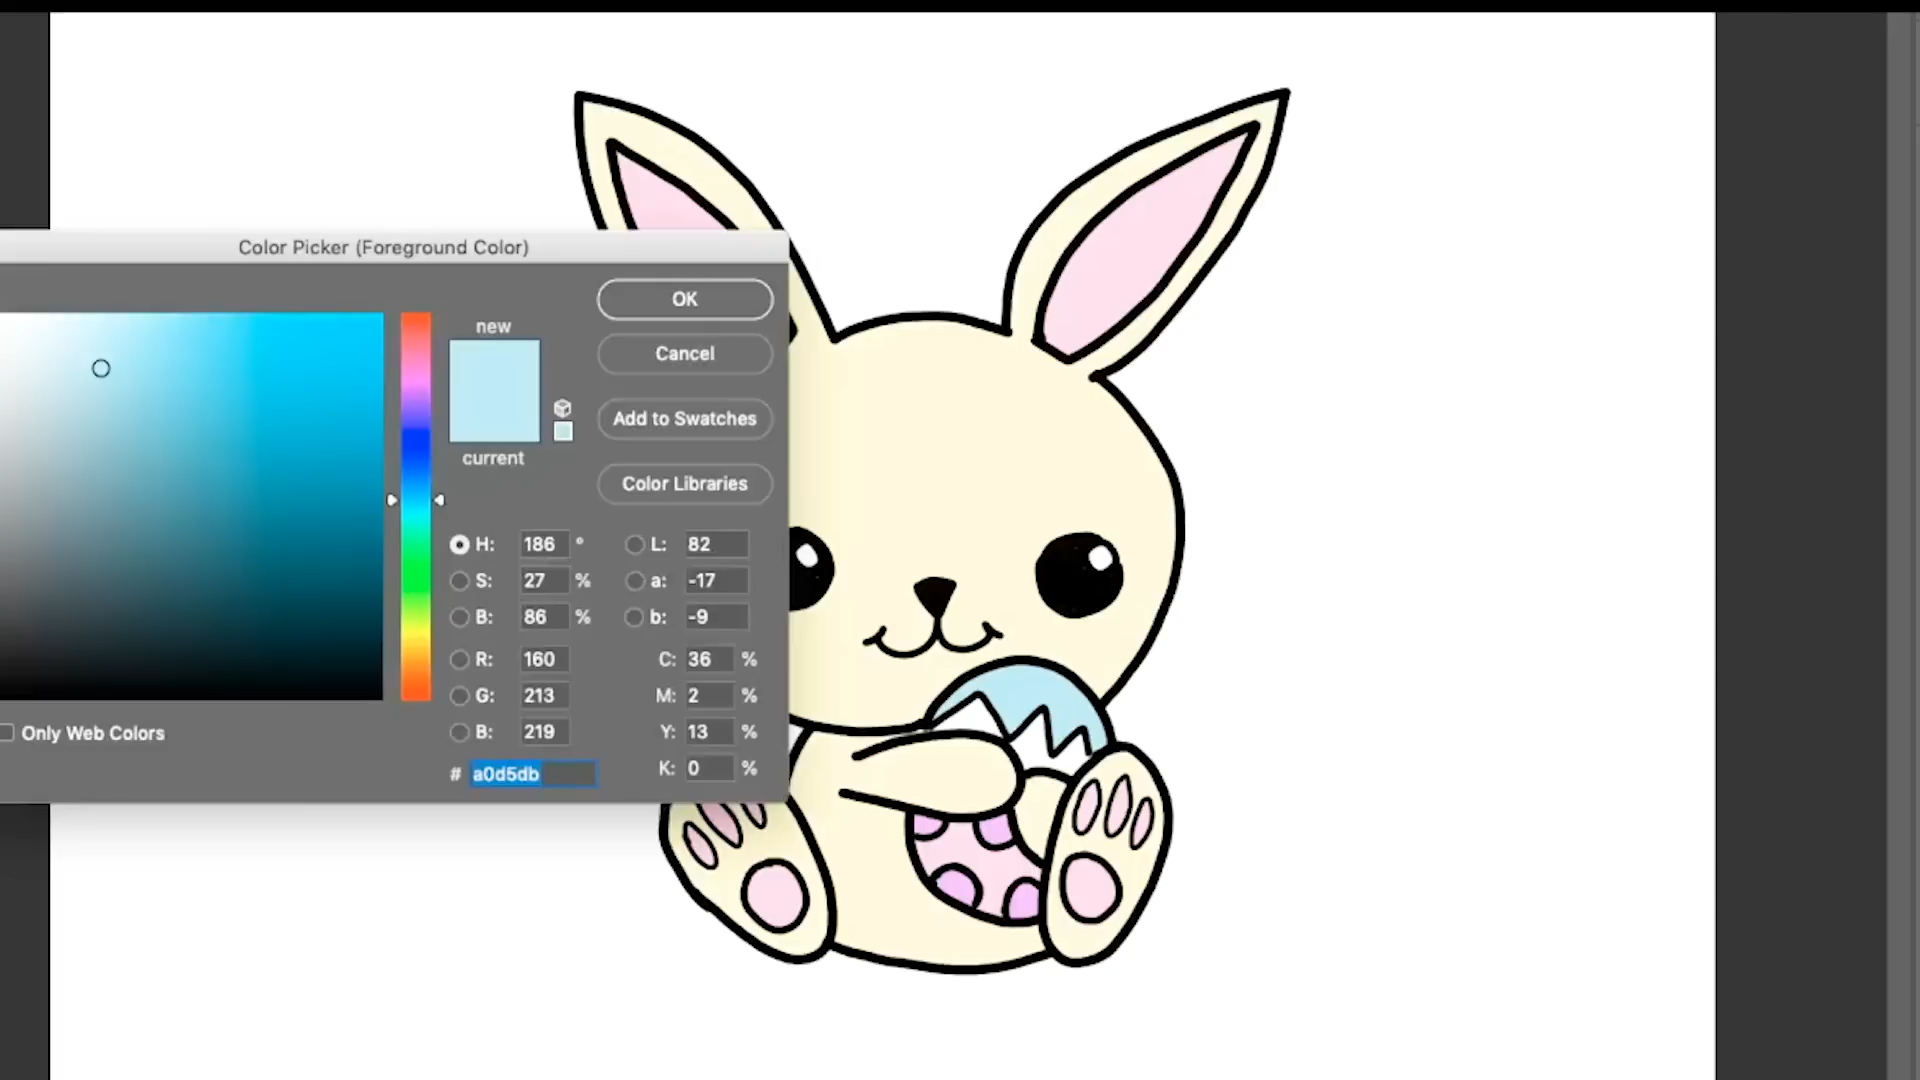 Color Picker (Foreground Color)
OK
new
Cancel
Add to Swatches
current
Color Libraries
H: 186 ° L: 82
S: 27 % a: -17
B: 86 % b: -9
R: 160 C: 36 %
G: 213 M: 2 %
B: 219 Y: 13 %
# a0d5db K: 0 %
Only Web Colors